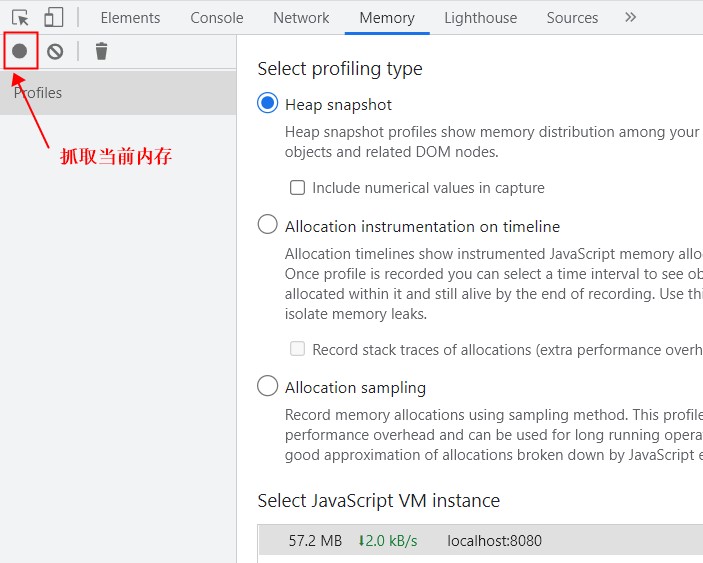 Elements Console Network Memory Lighthouse Sources
Profiles
抓取当前内存
Select profiling type
Heap snapshot
Heap snapshot profiles show memory distribution among your
objects and related DOM nodes.
Include numerical values in capture
Allocation instrumentation on timeline
Allocation timelines show instrumented JavaScript memory allo
Once profile is recorded you can select a time interval to see ob
allocated within it and still alive by the end of recording. Use thi
isolate memory leaks.
Record stack traces of allocations (extra performance overh
Allocation sampling
Record memory allocations using sampling method. This profile
performance overhead and can be used for long running opera
good approximation of allocations broken down by JavaScript e
Select JavaScript VM instance
57.2 MB ⬇2.0 kB/s localhost:8080